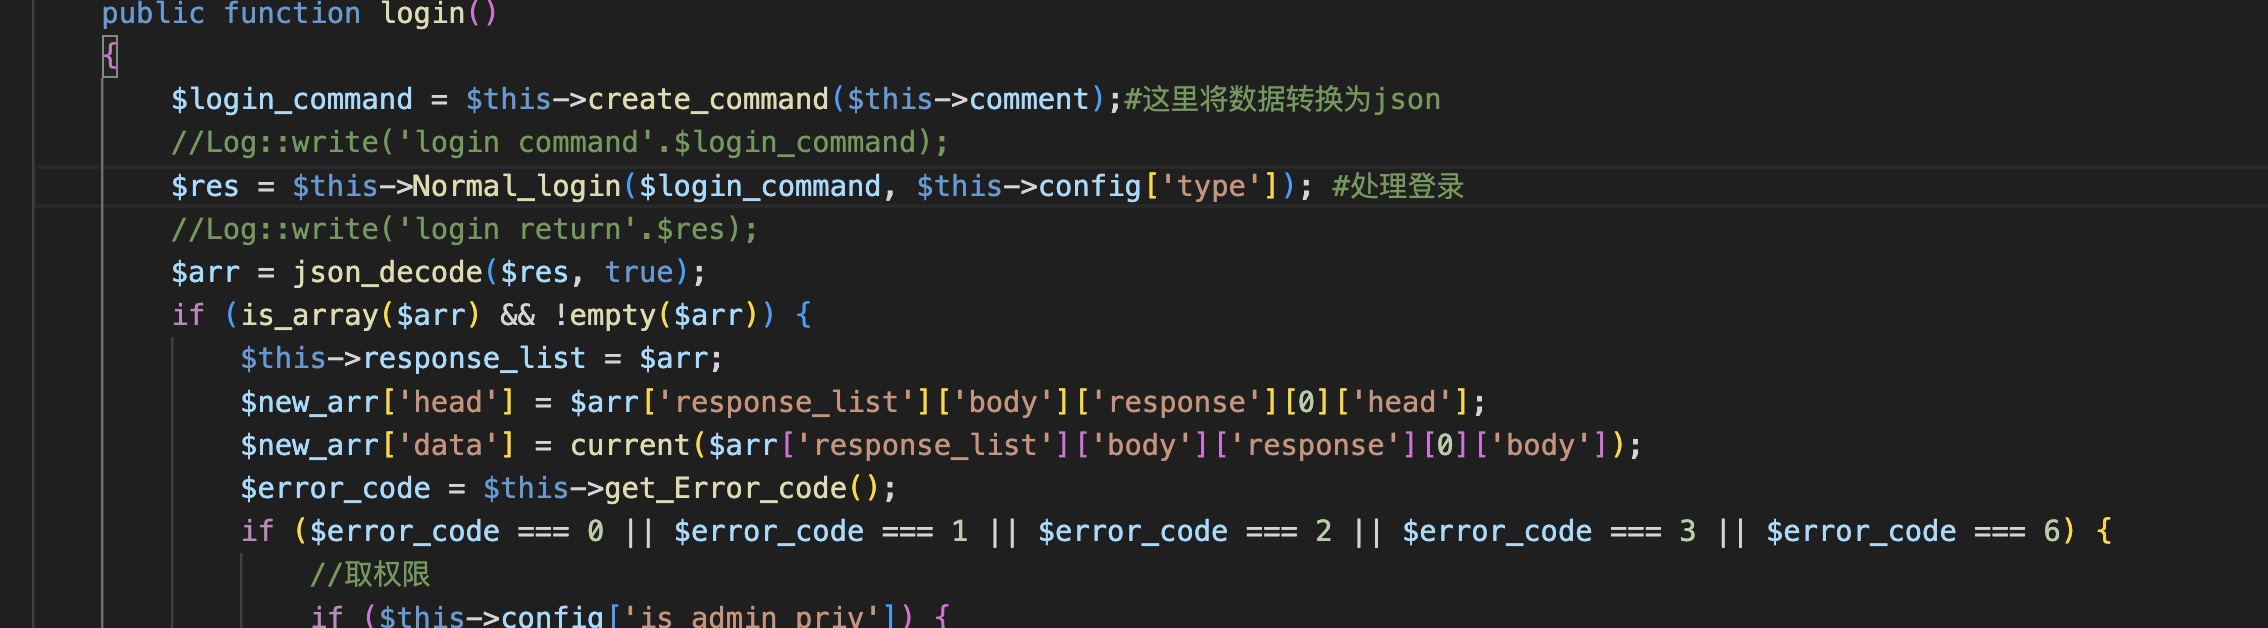 public function login()
{
$login_command = $this->create_command($this->comment);#这里将数据转换为json
//Log::write('login command'.$login_command);
$res = $this->Normal_login($login_command, $this->config['type']); #处理登录
//Log::write('login return'.$res);
$arr = json_decode($res, true);
if (is_array($arr) && !empty($arr)) {
$this->response_list = $arr;
$new_arr['head'] = $arr['response_list']['body']['response'][0]['head'];
$new_arr['data'] = current($arr['response_list']['body']['response'][0]['body']);
$error_code = $this->get_Error_code();
if ($error_code === 0 || $error_code === 1 || $error_code === 2 || $error_code === 3 || $error_code === 6) {
//取权限
if ($this->config['is_admin_priv']) {